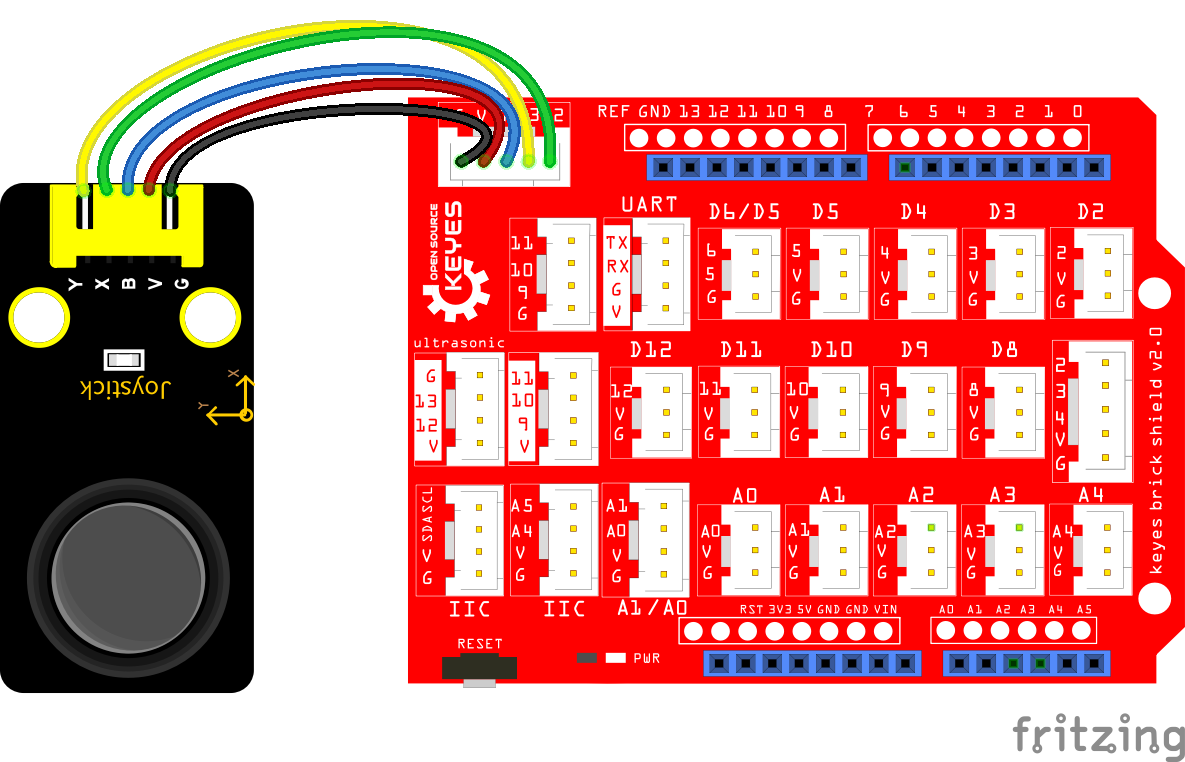 G V 3 2
REF GND 13 12 11 10 9 8 7 6 5 4 3 2 1 0
Y X B V G
Joystick
X
Y
OPEN SOURCE
KEYES
11
10
9
G
UART
TX
RX
G
V
D6/D5
6
5
G
D5
5
V
G
D4
4
V
G
D3
3
V
G
D2
2
V
G
ultrasonic
G
13
12
V
11
10
9
V
D12
12
V
G
D11
11
V
G
D10
10
V
G
D9
9
V
G
D8
8
V
G
2
3
4
V
G
keyes brick shield v2.0
SCL
SDA
V
G
IIC
A5
A4
V
G
IIC
A1
A0
V
G
A1/A0
A0
A0
V
G
A1
A1
V
G
A2
A2
V
G
A3
A3
V
G
A4
A4
V
G
RST 3V3 5V GND GND VIN
A0 A1 A2 A3 A4 A5
RESET
PWR
fritzing